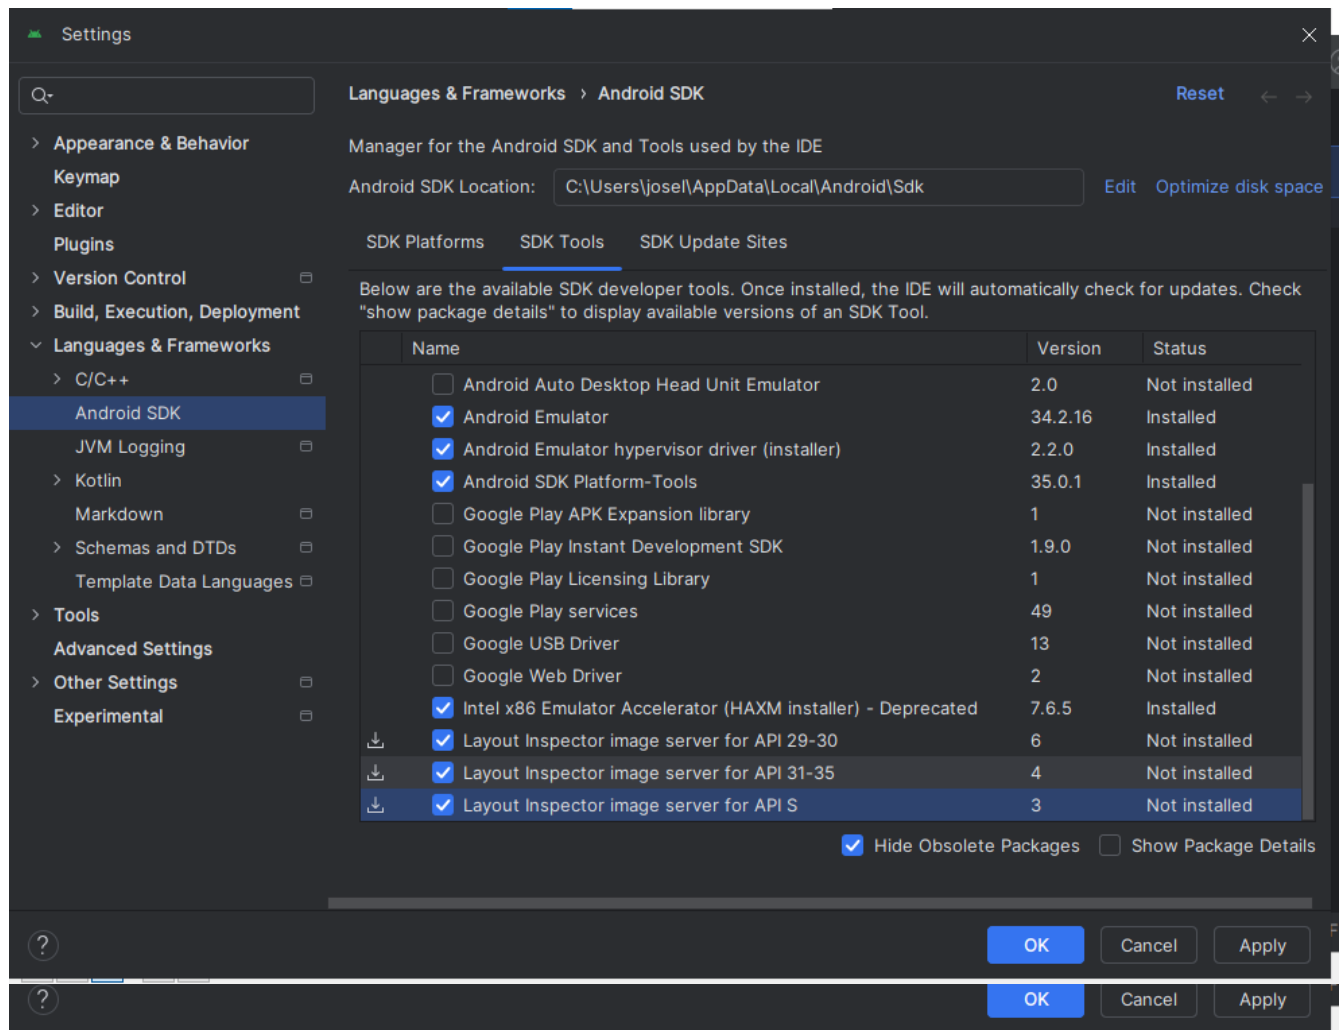 Settings
Languages & Frameworks › Android SDK
Reset
Appearance & Behavior
Keymap
Editor
Plugins
Version Control
Build, Execution, Deployment
Languages & Frameworks
C/C++
Android SDK
JVM Logging
Kotlin
Markdown
Schemas and DTDs
Template Data Languages
Tools
Advanced Settings
Other Settings
Experimental
Manager for the Android SDK and Tools used by the IDE
Android SDK Location: C:\Users\josel\AppData\Local\Android\Sdk Edit Optimize disk space
SDK Platforms SDK Tools SDK Update Sites
Below are the available SDK developer tools. Once installed, the IDE will automatically check for updates. Check
"show package details" to display available versions of an SDK Tool.
Name Version Status
Android Auto Desktop Head Unit Emulator 2.0 Not installed
Android Emulator 34.2.16 Installed
Android Emulator hypervisor driver (installer) 2.2.0 Installed
Android SDK Platform-Tools 35.0.1 Installed
Google Play APK Expansion library 1 Not installed
Google Play Instant Development SDK 1.9.0 Not installed
Google Play Licensing Library 1 Not installed
Google Play services 49 Not installed
Google USB Driver 13 Not installed
Google Web Driver 2 Not installed
Intel x86 Emulator Accelerator (HAXM installer) - Deprecated 7.6.5 Installed
Layout Inspector image server for API 29-30 6 Not installed
Layout Inspector image server for API 31-35 4 Not installed
Layout Inspector image server for API S 3 Not installed
Hide Obsolete Packages Show Package Details
? OK Cancel Apply
? OK Cancel Apply